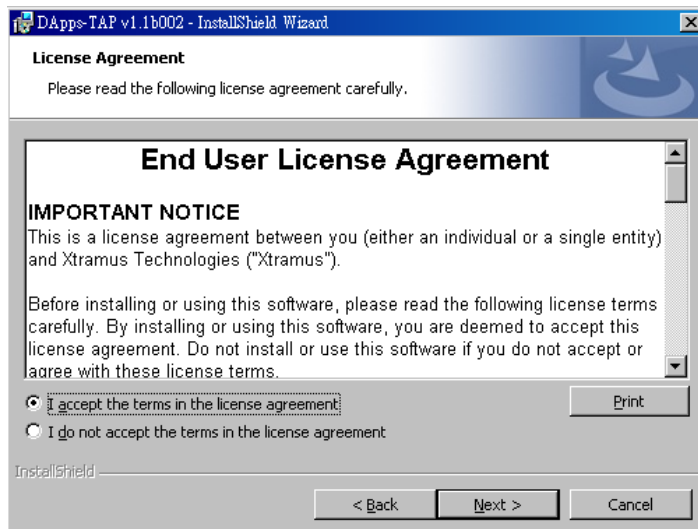 DApps-TAP v1.1b002 - InstallShield Wizard
License Agreement
Please read the following license agreement carefully.
End User License Agreement
IMPORTANT NOTICE
This is a license agreement between you (either an individual or a single entity)
and Xtramus Technologies ("Xtramus").
Before installing or using this software, please read the following license terms
carefully. By installing or using this software, you are deemed to accept this
license agreement. Do not install or use this software if you do not accept or
agree with these license terms.
I accept the terms in the license agreement
Print
I do not accept the terms in the license agreement
InstallShield
< Back
Next >
Cancel